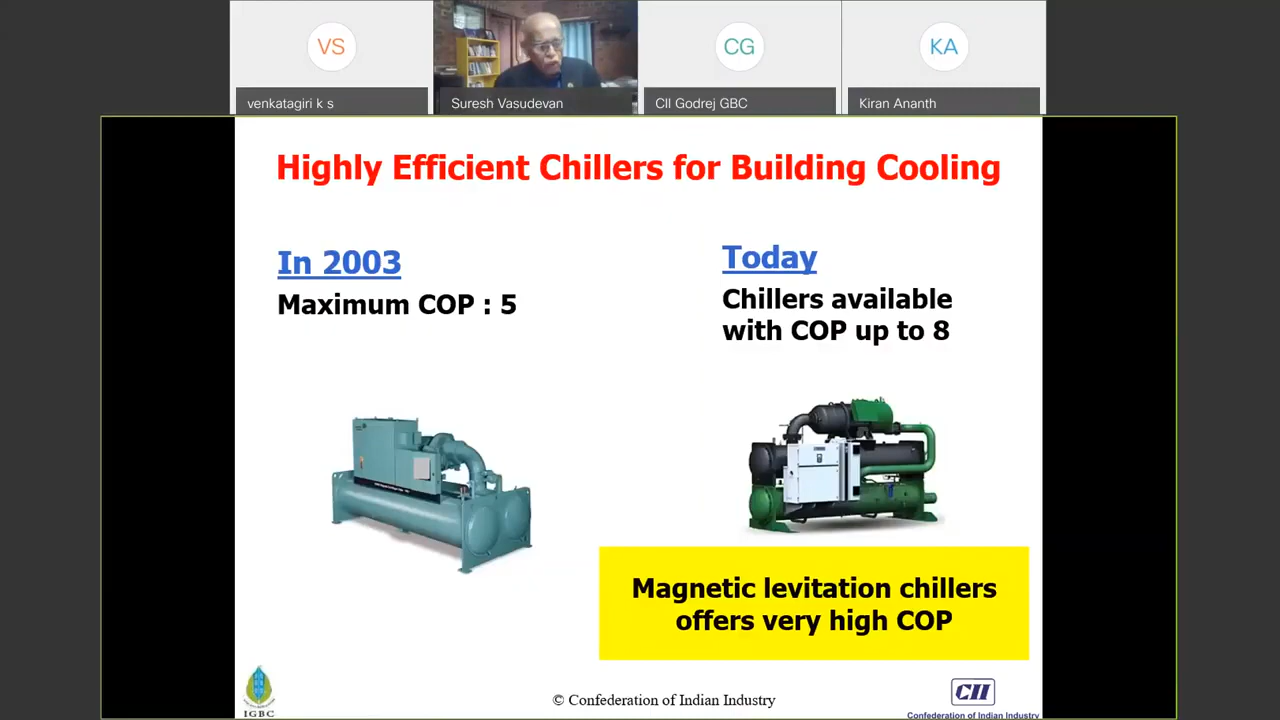 VS
CG
KA
venkatagiri k s
Suresh Vasudevan
CII Godrej GBC
Kiran Ananth
Highly Efficient Chillers for Building Cooling
In 2003
Maximum COP : 5
Today
Chillers available
with COP up to 8
Magnetic levitation chillers
offers very high COP
IGBC
© Confederation of Indian Industry
CII
Confederation of Indian Industry